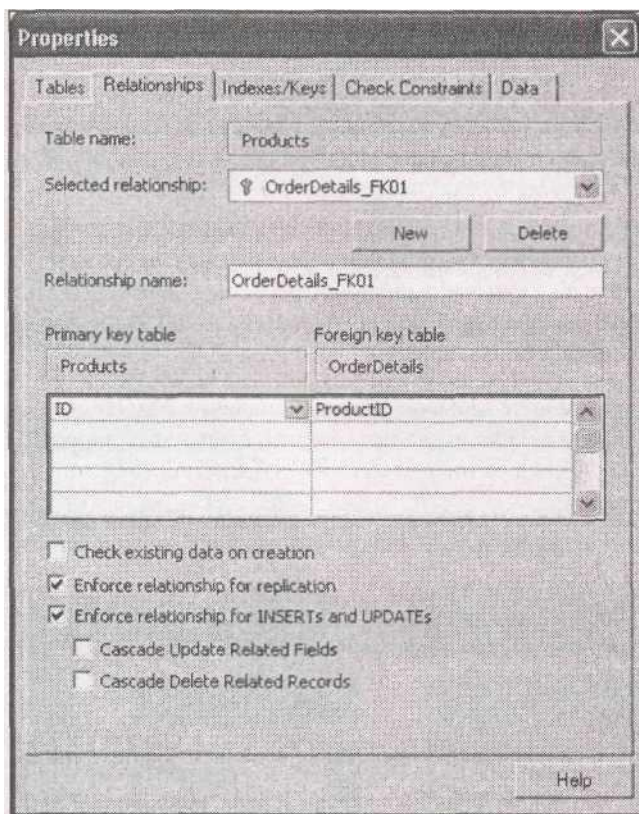 Properties
Tables Relationships Indexes/Keys Check Constraints Data
Table name: Products
Selected relationship: OrderDetails_FK01
New Delete
Relationship name: OrderDetails_FK01
Primary key table Foreign key table
Products OrderDetails
ID ProductID
Check existing data on creation
Enforce relationship for replication
Enforce relationship for INSERTs and UPDATEs
Cascade Update Related Fields
Cascade Delete Related Records
Help